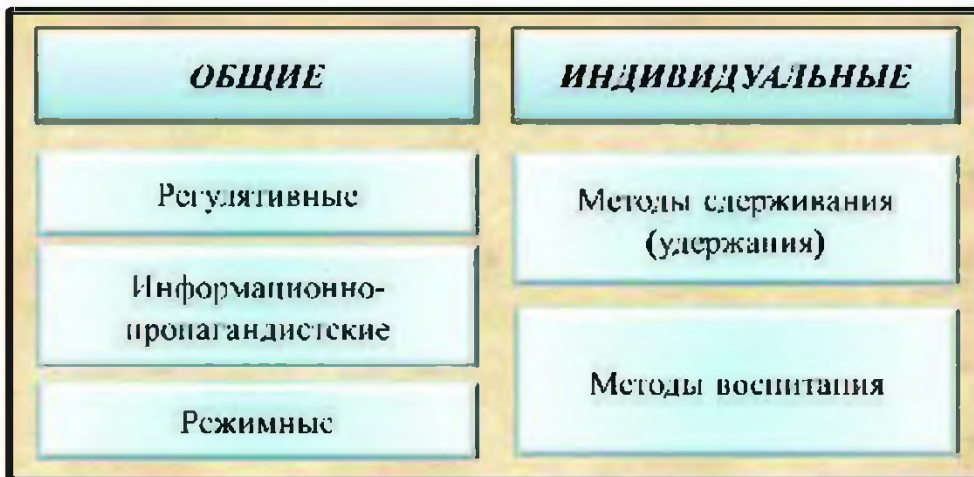 ОБЩИЕ
Регулятивные
Информационно-
пропагандистские
Режимные
ИНДИВИДУАЛЬНЫЕ
Методы сдерживания
(удержания)
Методы воспитания